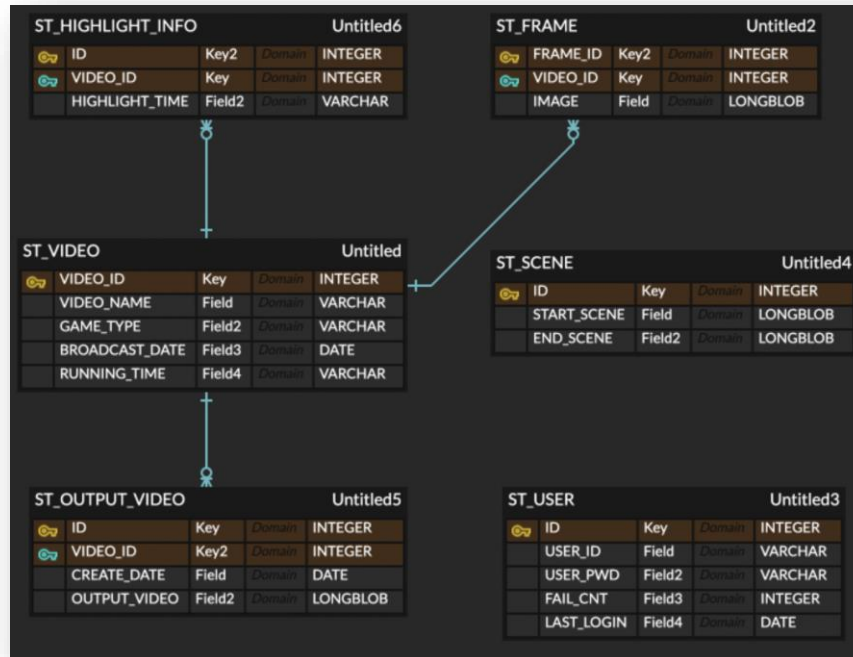 ST_HIGHLIGHT_INFO Untitled6
ID Key2 Domain INTEGER
VIDEO_ID Key Domain INTEGER
HIGHLIGHT_TIME Field2 Domain VARCHAR
ST_FRAME Untitled2
FRAME_ID Key2 Domain INTEGER
VIDEO_ID Key Domain INTEGER
IMAGE Field Domain LONGBLOB
ST_VIDEO Untitled
VIDEO_ID Key Domain INTEGER
VIDEO_NAME Field Domain VARCHAR
GAME_TYPE Field2 Domain VARCHAR
BROADCAST_DATE Field3 Domain DATE
RUNNING_TIME Field4 Domain VARCHAR
ST_SCENE Untitled4
ID Key Domain INTEGER
START_SCENE Field Domain LONGBLOB
END_SCENE Field2 Domain LONGBLOB
ST_OUTPUT_VIDEO Untitled5
ID Key Domain INTEGER
VIDEO_ID Key2 Domain INTEGER
CREATE_DATE Field Domain DATE
OUTPUT_VIDEO Field2 Domain LONGBLOB
ST_USER Untitled3
ID Key Domain INTEGER
USER_ID Field Domain VARCHAR
USER_PWD Field2 Domain VARCHAR
FAIL_CNT Field3 Domain INTEGER
LAST_LOGIN Field4 Domain DATE